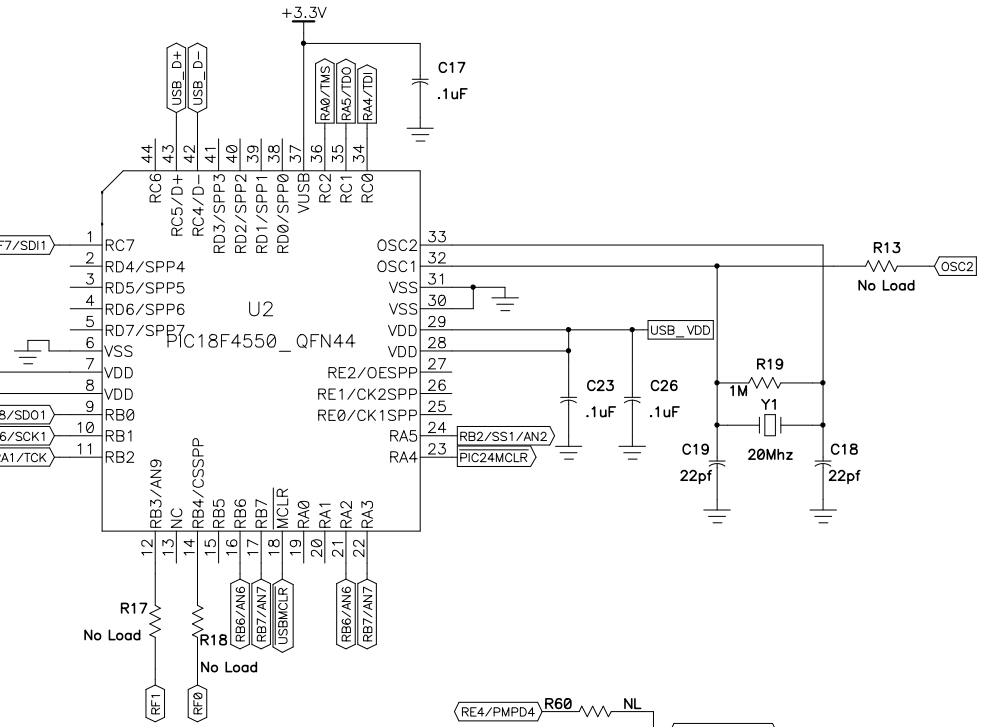 +3.3V
USB_D+
USB_D-
C17
.1uF
RA0/TMS
RA5/TDO
RA4/TDI
44
43
42
41
40
39
38
37
36
35
34
RC6
RC5/D+
RC4/D-
RD3/SPP3
RD2/SPP2
RD1/SPP1
RD0/SPP0
VUSB
RC2
RC1
RC0
F7/SDI1
1 RC7
2 RD4/SPP4
3 RD5/SPP5
4 RD6/SPP6
5 RD7/SPP7
6 VSS
7 VDD
8 VDD
8/SDO1 9 RB0
6/SCK1 10 RB1
A1/TCK 11 RB2
U2
PIC18F4550_QFN44
OSC2 33
OSC1 32
VSS 31
VSS 30
VDD 29
VDD 28
RE2/OESPP 27
RE1/CK2SPP 26
RE0/CK1SPP 25
RA5 24 RB2/SS1/AN2
RA4 23 PIC24MCLR
R13
No Load
OSC2
USB_VDD
C23
.1uF
C26
.1uF
R19
1M
Y1
20Mhz
C19
22pf
C18
22pf
RB3/AN9
NC
RB4/CSSPP
RB5
RB6
RB7
MCLR
RA0
RA1
RA2
RA3
12
13
14
15
16
17
18
19
20
21
22
R17
No Load
R18
No Load
RB6/AN6
RB7/AN7
USBMCLR
RB6/AN6
RB7/AN7
RF1
RF0
RE4/PMPD4
R60
NL